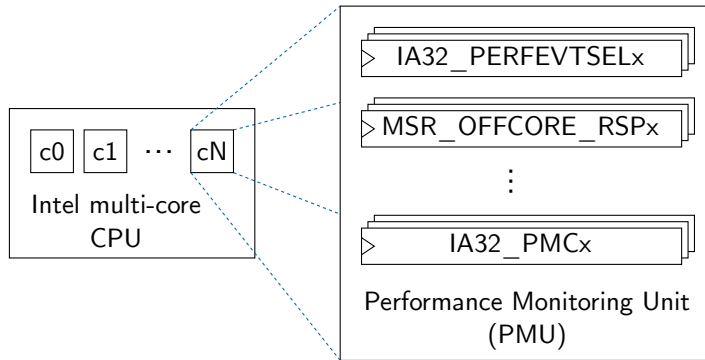 c0 c1 ⋯ cN
Intel multi-core
CPU
IA32_PERFEVTSELx
MSR_OFFCORE_RSPx
⋮
IA32_PMCx
Performance Monitoring Unit
(PMU)